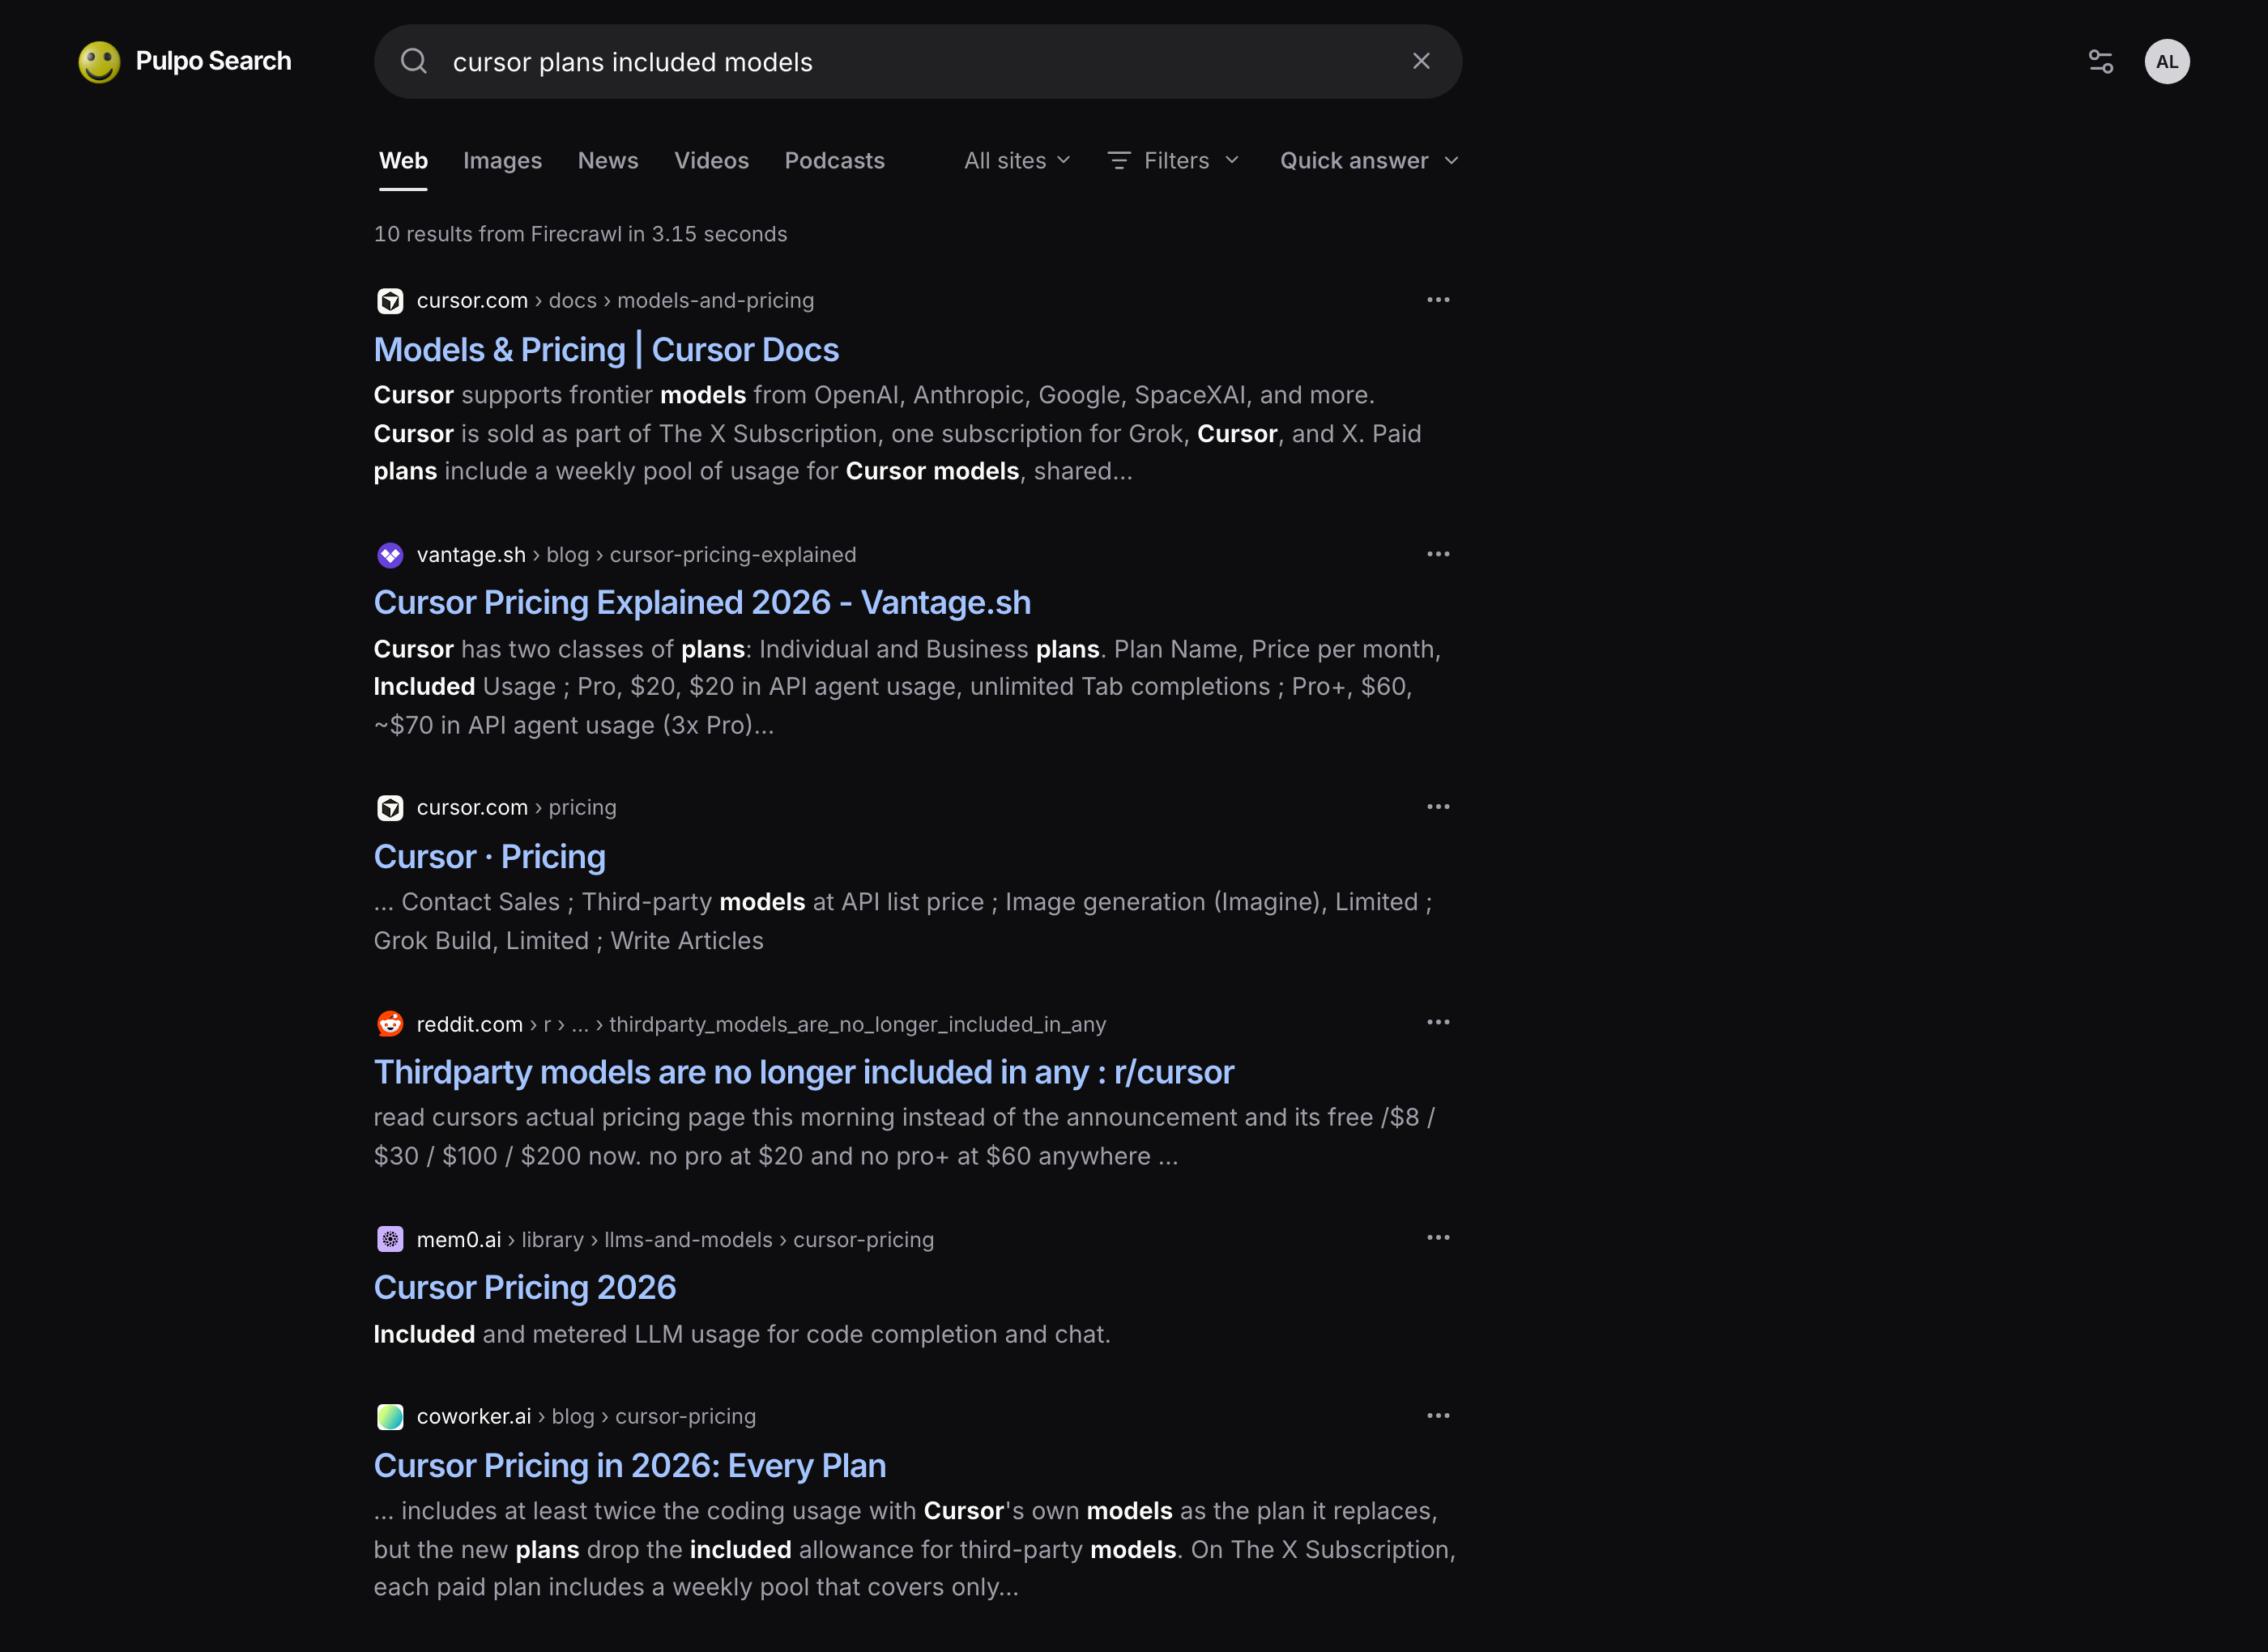 Pulpo Search
cursor plans included models
AL
Web Images News Videos Podcasts All sites Filters Quick answer
10 results from Firecrawl in 3.15 seconds
cursor.com › docs › models-and-pricing
Models & Pricing | Cursor Docs
Cursor supports frontier models from OpenAI, Anthropic, Google, SpaceXAI, and more.
Cursor is sold as part of The X Subscription, one subscription for Grok, Cursor, and X. Paid
plans include a weekly pool of usage for Cursor models, shared...
vantage.sh › blog › cursor-pricing-explained
Cursor Pricing Explained 2026 - Vantage.sh
Cursor has two classes of plans: Individual and Business plans. Plan Name, Price per month,
Included Usage ; Pro, $20, $20 in API agent usage, unlimited Tab completions ; Pro+, $60,
~$70 in API agent usage (3x Pro)...
cursor.com › pricing
Cursor · Pricing
... Contact Sales ; Third-party models at API list price ; Image generation (Imagine), Limited ;
Grok Build, Limited ; Write Articles
reddit.com › r › ... › thirdparty_models_are_no_longer_included_in_any
Thirdparty models are no longer included in any : r/cursor
read cursors actual pricing page this morning instead of the announcement and its free /$8 /
$30 / $100 / $200 now. no pro at $20 and no pro+ at $60 anywhere ...
mem0.ai › library › llms-and-models › cursor-pricing
Cursor Pricing 2026
Included and metered LLM usage for code completion and chat.
coworker.ai › blog › cursor-pricing
Cursor Pricing in 2026: Every Plan
... includes at least twice the coding usage with Cursor's own models as the plan it replaces,
but the new plans drop the included allowance for third-party models. On The X Subscription,
each paid plan includes a weekly pool that covers only...